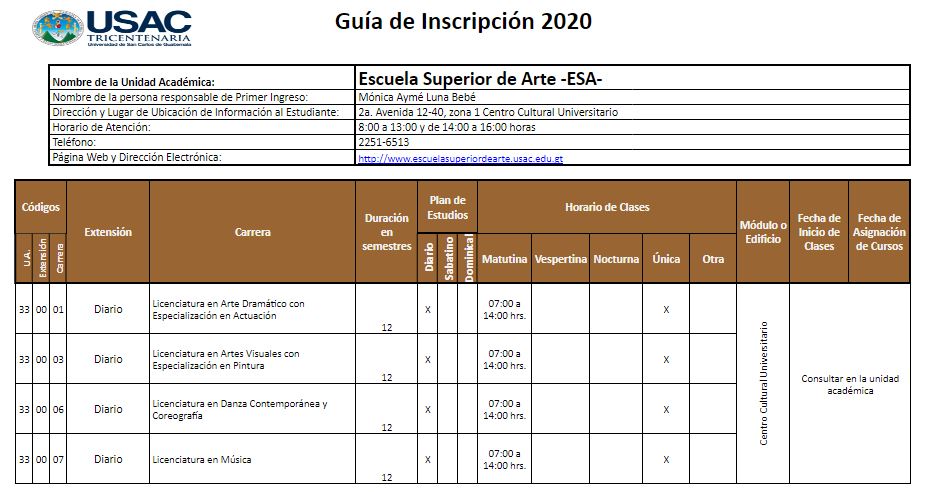 USAC
TRICENTENARIA
Universidad de San Carlos de Guatemala
Guía de Inscripción 2020
Nombre de la Unidad Académica: Escuela Superior de Arte -ESA-
Nombre de la persona responsable de Primer Ingreso: Mónica Aymé Luna Bebé
Dirección y Lugar de Ubicación de Información al Estudiante: 2a. Avenida 12-40, zona 1 Centro Cultural Universitario
Horario de Atención: 8:00 a 13:00 y de 14:00 a 16:00 horas
Teléfono: 2251-6513
Página Web y Dirección Electrónica: http://www.escuelasuperiordearte.usac.edu.gt
Códigos
U.A.
Extensión
Carrera
Extensión
Carrera
Duración
en
semestres
Plan de
Estudios
Diario
Sabatino
Dominical
Horario de Clases
Matutina Vespertina Nocturna Única Otra
Módulo o
Edificio
Fecha de
Inicio de
Clases
Fecha de
Asignación
de Cursos
33 00 01 Diario
Licenciatura en Arte Dramático con
Especialización en Actuación
12
X
07:00 a
14:00 hrs.
X
33 00 03 Diario
Licenciatura en Artes Visuales con
Especialización en Pintura
12
X
07:00 a
14:00 hrs.
X
33 00 06 Diario
Licenciatura en Danza Contemporánea y
Coreografía
12
X
07:00 a
14:00 hrs.
X
33 00 07 Diario
Licenciatura en Música
12
X
07:00 a
14:00 hrs.
X
Centro Cultural Universitario
Consultar en la unidad
académica